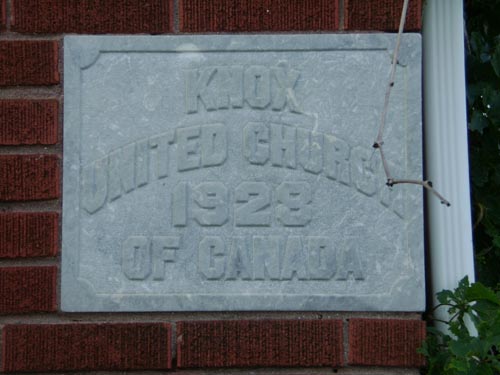 KNOX
UNITED CHURCH
1928
OF CANADA